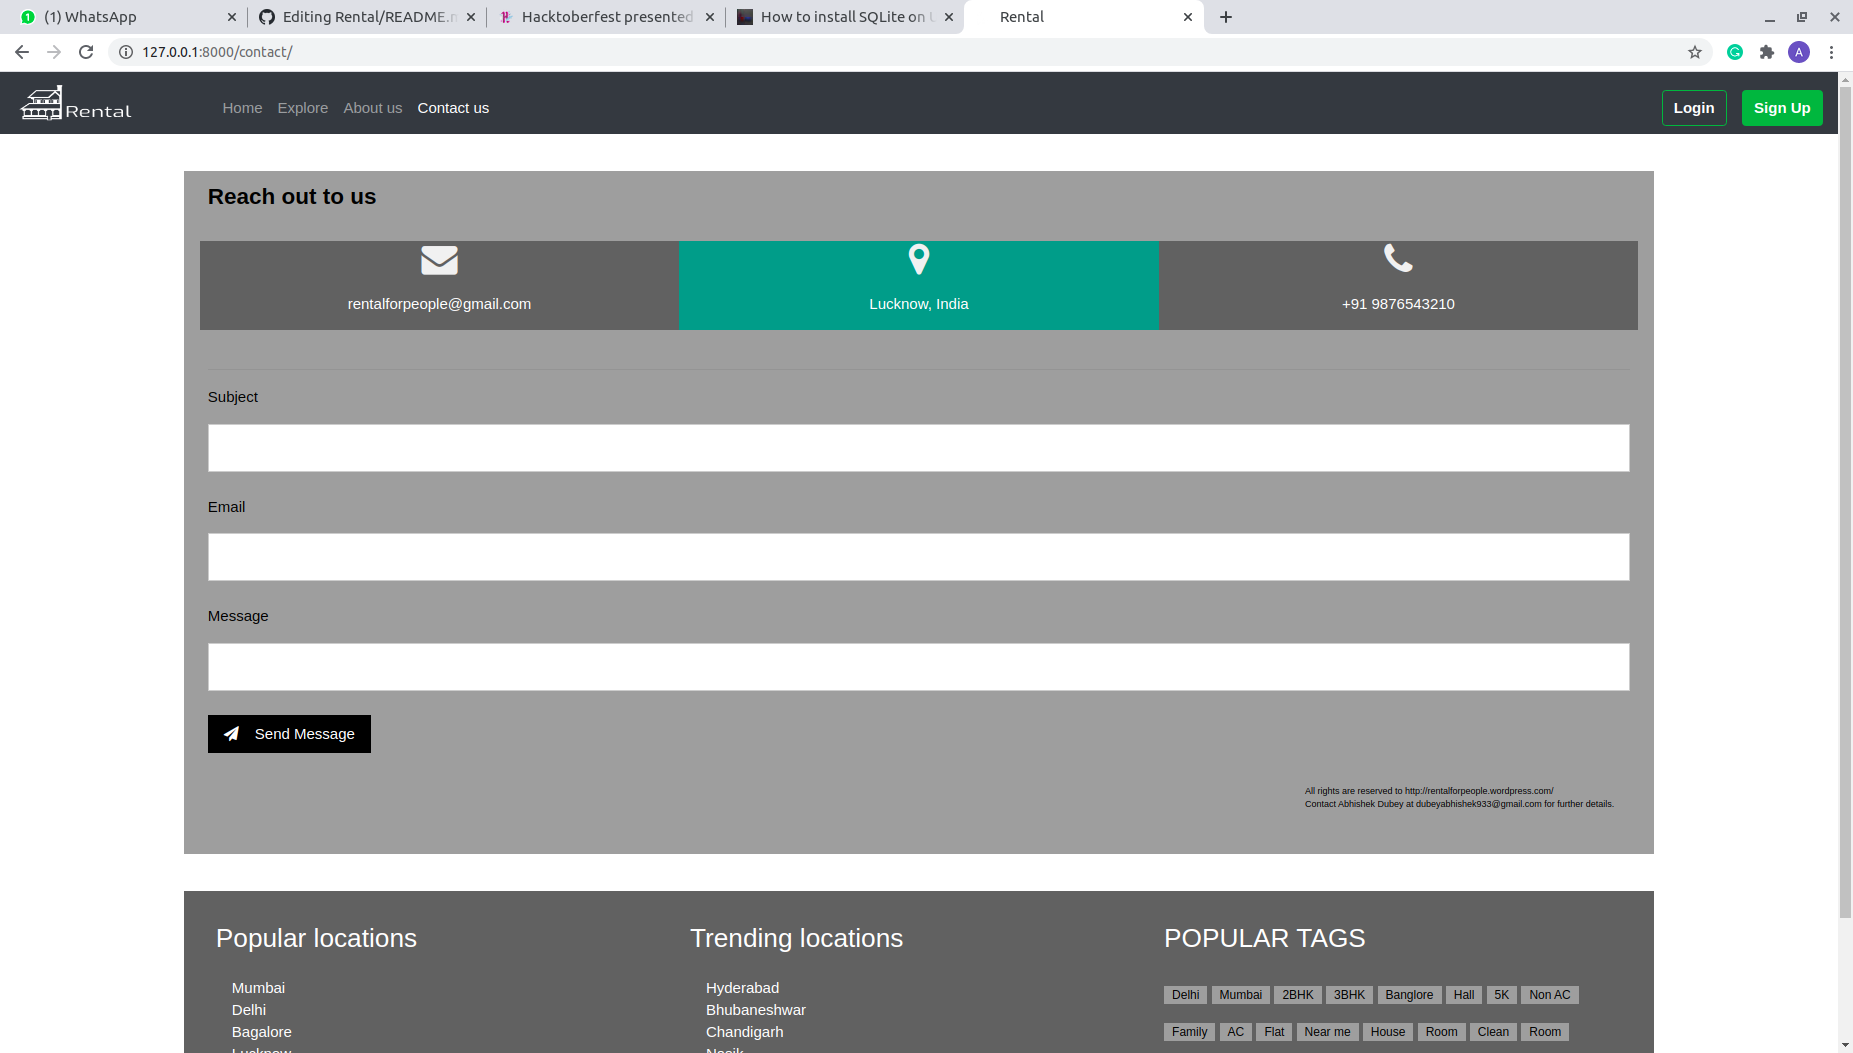 (1) WhatsApp
Editing Rental/README.m
Hacktoberfest presented
How to install SQLite on U
Rental
127.0.0.1:8000/contact/
A
Rental
Home Explore About us Contact us
Login Sign Up
Reach out to us
rentalforpeople@gmail.com
Lucknow, India
+91 9876543210
Subject
Email
Message
Send Message
All rights are reserved to http://rentalforpeople.wordpress.com/
Contact Abhishek Dubey at dubeyabhishek933@gmail.com for further details.
Popular locations
Mumbai
Delhi
Bagalore
Lucknow
Trending locations
Hyderabad
Bhubaneshwar
Chandigarh
Nasik
POPULAR TAGS
Delhi Mumbai 2BHK 3BHK Banglore Hall 5K Non AC
Family AC Flat Near me House Room Clean Room